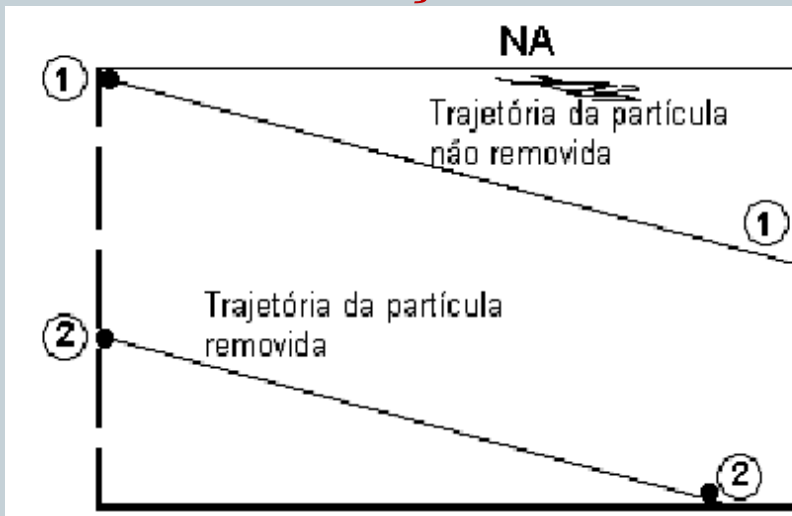 NA
1
Trajetória da partícula
não removida
1
Trajetória da partícula
removida
2
2